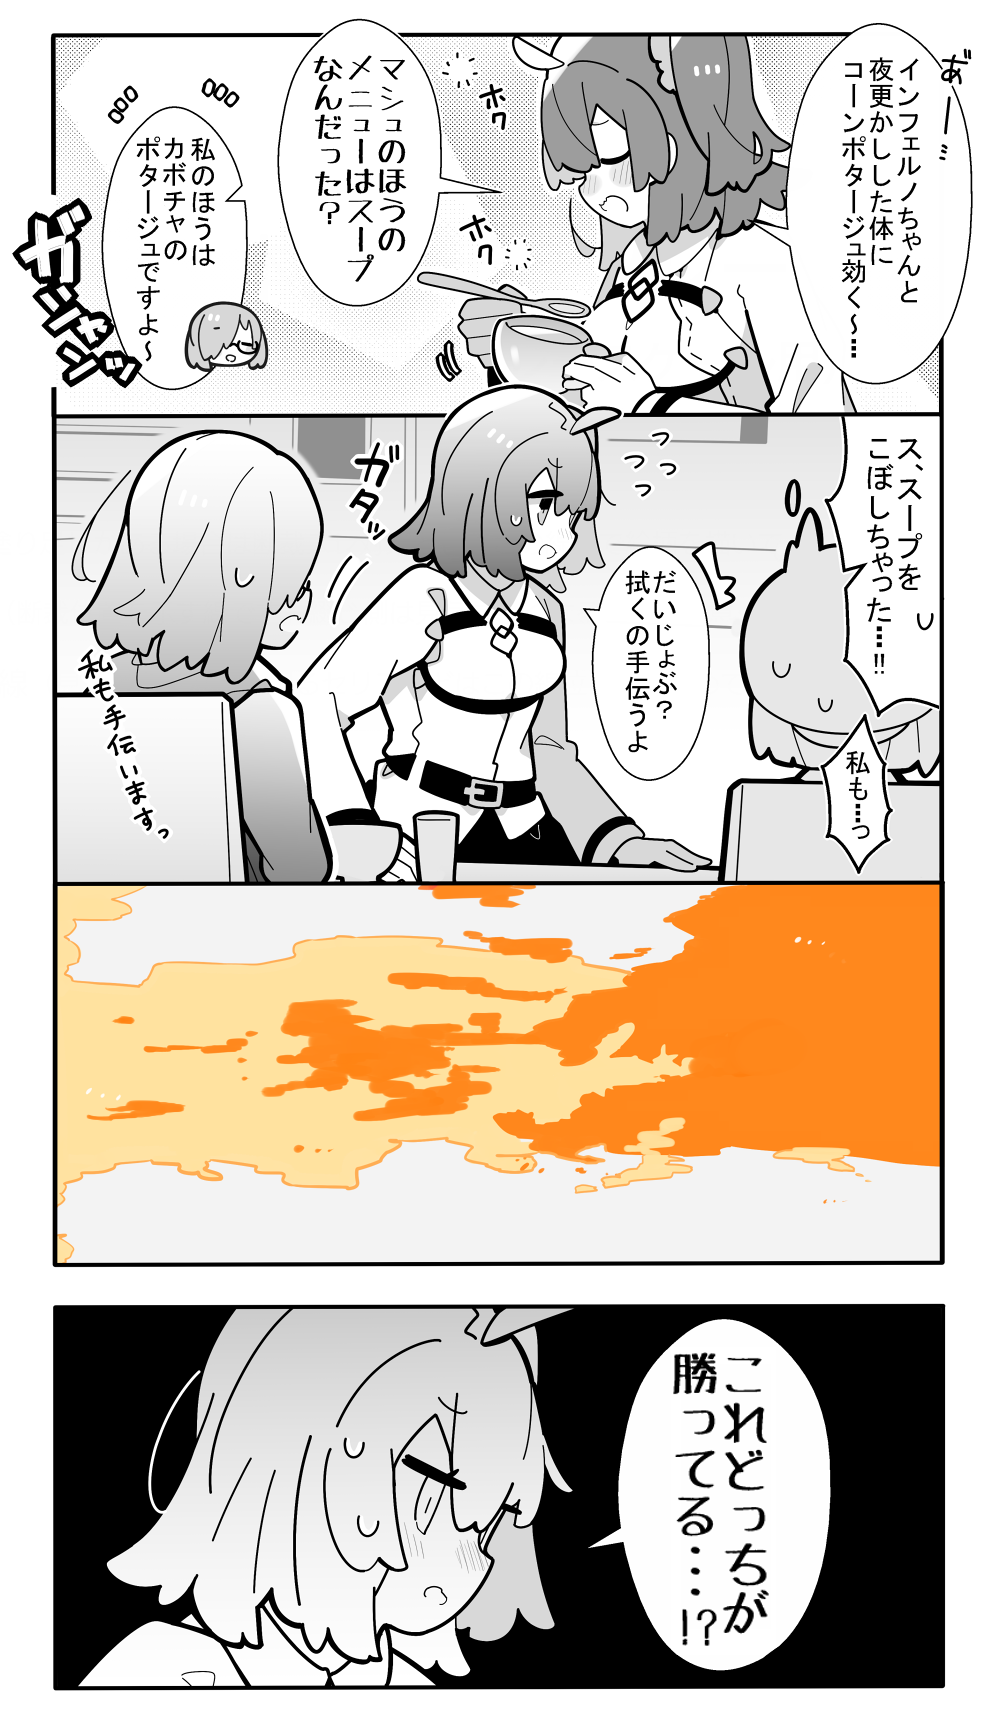 あ゛ー…
インフェルノちゃんと
夜更かしした体に
コーンポタージュ効く～…
ホク
ホク
マシュのほうの
メニューはスープ
なんだった？
私のほうは
カボチャの
ポタージュですよ～
ガシャーンッ
ス、スープを
こぼしちゃった…‼
っ
っ
っ
ガタッ
だいじょぶ？
拭くの手伝うよ
私も…っ
私も手伝いますっ
これどっちが
勝ってる…⁉